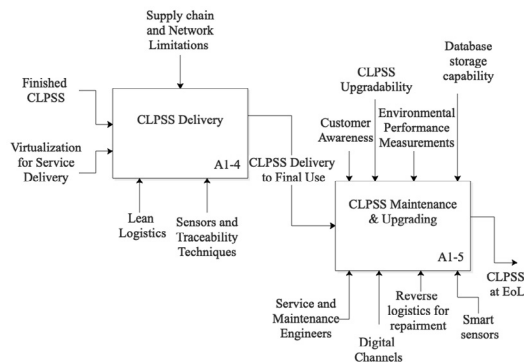 Supply chain
and Network
Limitations
Finished
CLPSS
Virtualization
for Service
Delivery
CLPSS Delivery
A1-4
Lean
Logistics
Sensors and
Traceability
Techniques
CLPSS Delivery
to Final Use
Customer
Awareness
CLPSS
Upgradability
Environmental
Performance
Measurements
Database
storage
capability
CLPSS Maintenance
& Upgrading
A1-5
CLPSS
at EoL
Service and
Maintenance
Engineers
Digital
Channels
Reverse
logistics for
repairment
Smart
sensors